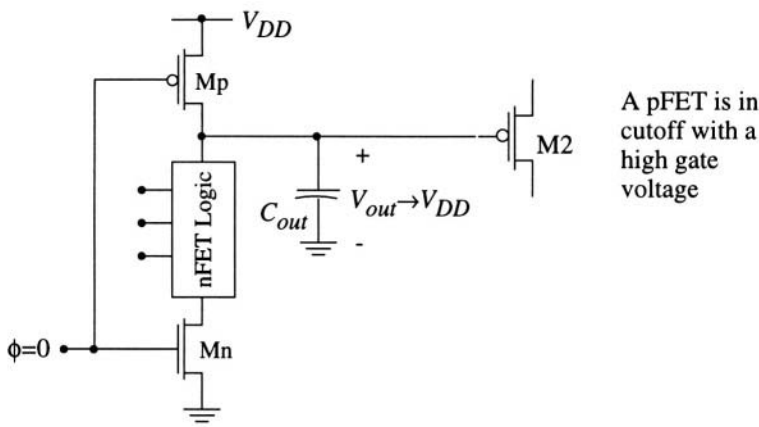 V_DD
Mp
A pFET is in
cutoff with a
high gate
voltage
M2
+
nFET Logic
C_out
V_out→V_DD
-
ϕ=0
Mn